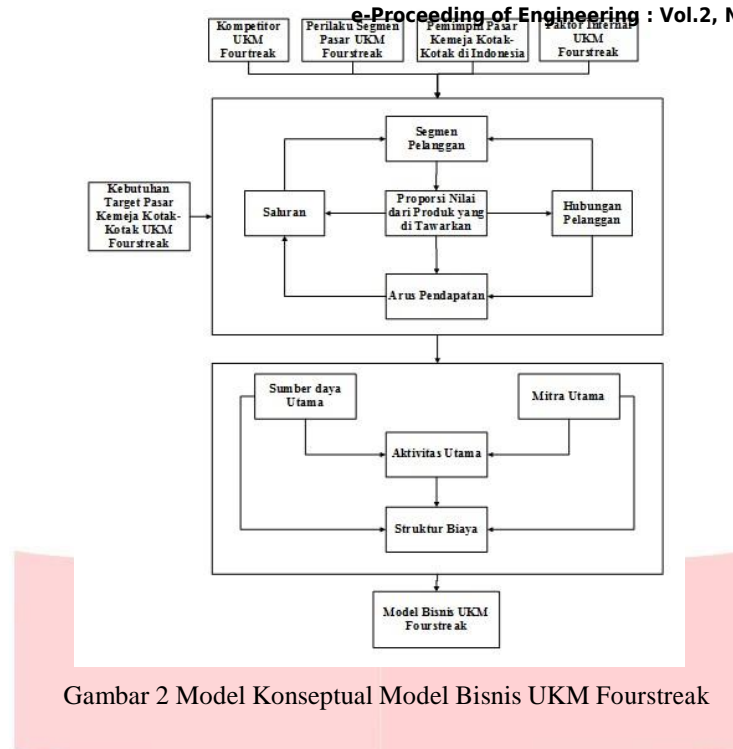 e-Proceeding of Engineering : Vol.2, N
Kompetitor
UKM
Fourtreak
Perilaku Segmen
Pasar UKM
Fourstreak
Pemimpin Pasar
Kemeja Kotak-
Kotak di Indonesia
Faktor Internal
UKM
Fourstreak
Kebutuhan
Target Pasar
Kemeja Kotak-
Kotak UKM
Fourstreak
Segmen
Pelanggan
Saluran
Proporsi Nilai
dari Produk yang
di Tawarkan
Hubungan
Pelanggan
Arus Pendapatan
Sumber daya
Utama
Mitra Utama
Aktivitas Utama
Struktur Biaya
Model Bisnis UKM
Fourstreak
Gambar 2 Model Konseptual Model Bisnis UKM Fourstreak